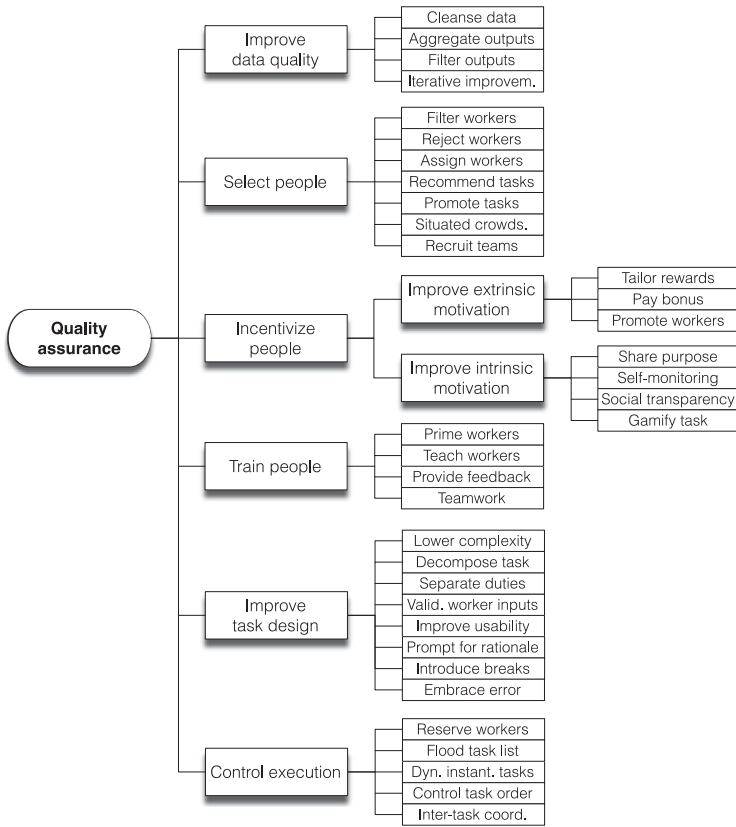 Quality
assurance
Improve
data quality
Cleanse data
Aggregate outputs
Filter outputs
Iterative improvem.
Select people
Filter workers
Reject workers
Assign workers
Recommend tasks
Promote tasks
Situated crowds.
Recruit teams
Incentivize
people
Improve extrinsic
motivation
Tailor rewards
Pay bonus
Promote workers
Improve intrinsic
motivation
Share purpose
Self-monitoring
Social transparency
Gamify task
Train people
Prime workers
Teach workers
Provide feedback
Teamwork
Improve
task design
Lower complexity
Decompose task
Separate duties
Valid. worker inputs
Improve usability
Prompt for rationale
Introduce breaks
Embrace error
Control execution
Reserve workers
Flood task list
Dyn. instant. tasks
Control task order
Inter-task coord.